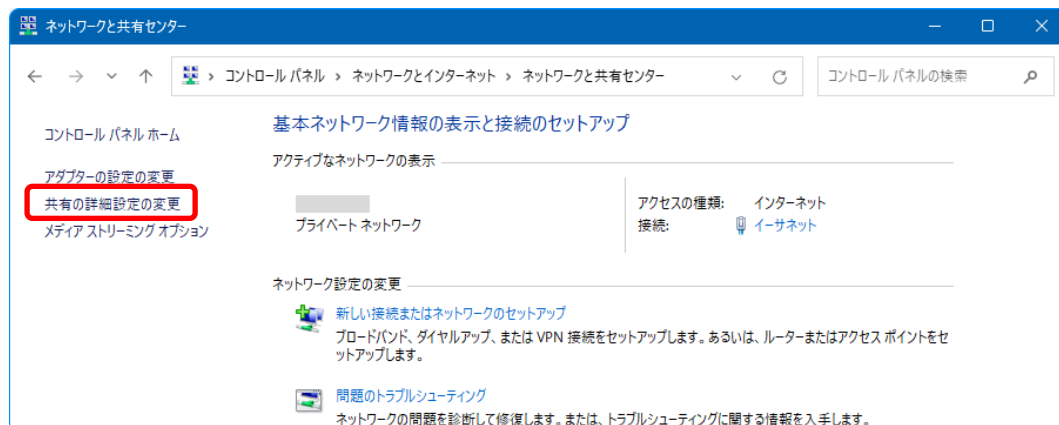 ネットワークと共有センター
コントロール パネル › ネットワークとインターネット › ネットワークと共有センター
コントロール パネルの検索
コントロール パネル ホーム
アダプターの設定の変更
共有の詳細設定の変更
メディア ストリーミング オプション
基本ネットワーク情報の表示と接続のセットアップ
アクティブなネットワークの表示
プライベート ネットワーク
アクセスの種類: インターネット
接続: イーサネット
ネットワーク設定の変更
新しい接続またはネットワークのセットアップ
ブロードバンド、ダイヤルアップ、または VPN 接続をセットアップします。あるいは、ルーターまたはアクセス ポイントをセ
ットアップします。
問題のトラブルシューティング
ネットワークの問題を診断して修復します。または、トラブルシューティングに関する情報を入手します。